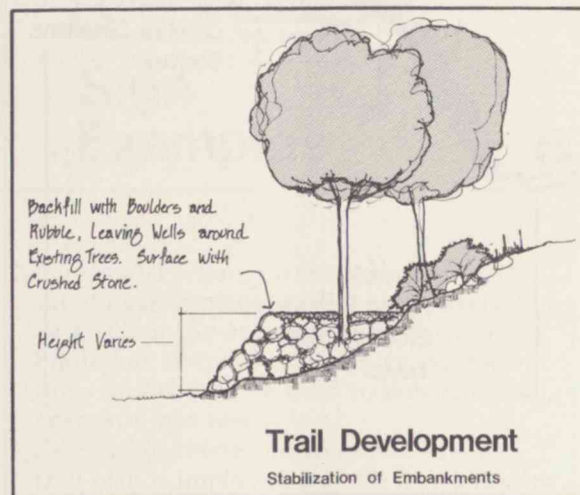 Backfill with Boulders and
Rubble, leaving Wells around
Existing Trees. Surface with
Crushed Stone.
Height Varies
Trail Development
Stabilization of Embankments